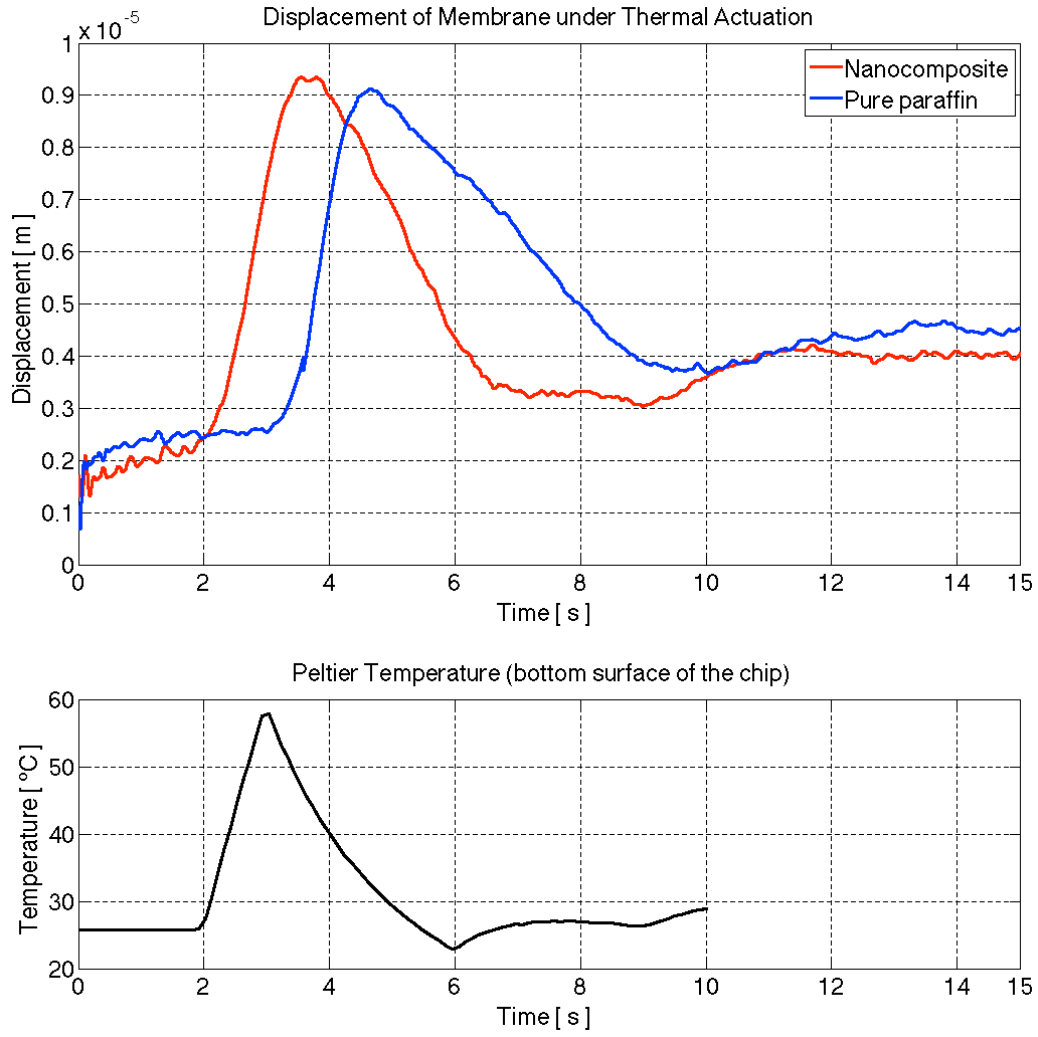 Displacement of Membrane under Thermal Actuation
1 x 10⁻⁵
0.9
0.8
0.7
0.6
0.5
0.4
0.3
0.2
0.1
0
Displacement [ m ]
Nanocomposite
Pure paraffin
0 2 4 6 8 10 12 14 15
Time [ s ]
Peltier Temperature (bottom surface of the chip)
60
50
40
30
20
Temperature [ °C ]
0 2 4 6 8 10 12 14 15
Time [ s ]